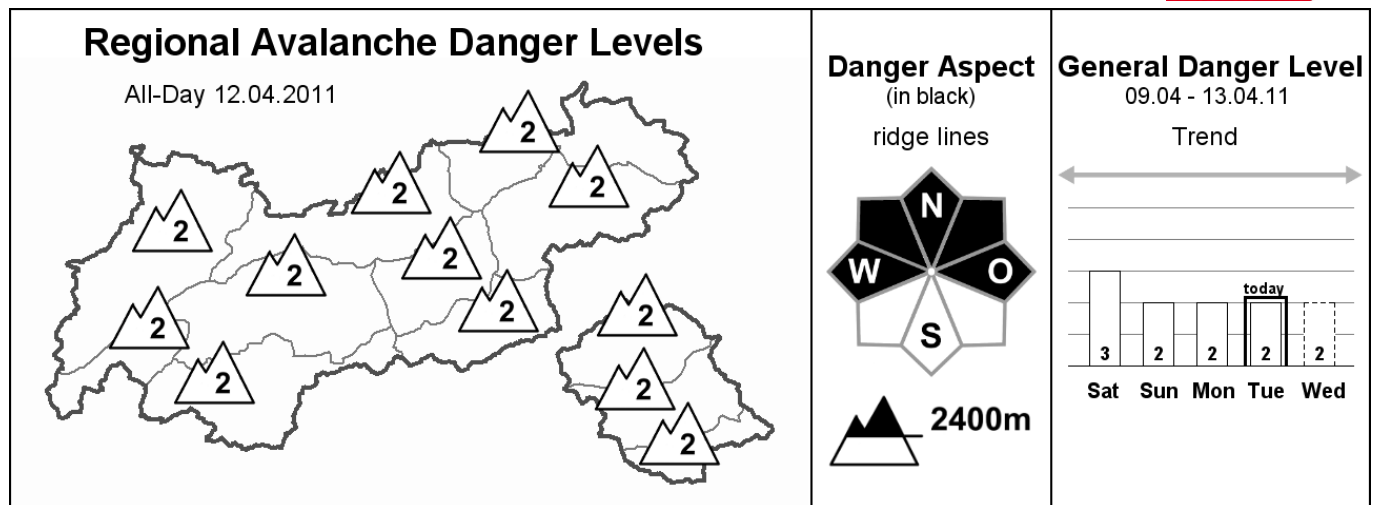 Regional Avalanche Danger Levels
All-Day 12.04.2011
2
2
2
2
2
2
2
2
2
2
2
2
Danger Aspect
(in black)
ridge lines
N
W
O
S
2400m
General Danger Level
09.04 - 13.04.11
Trend
today
3 2 2 2 2
Sat Sun Mon Tue Wed